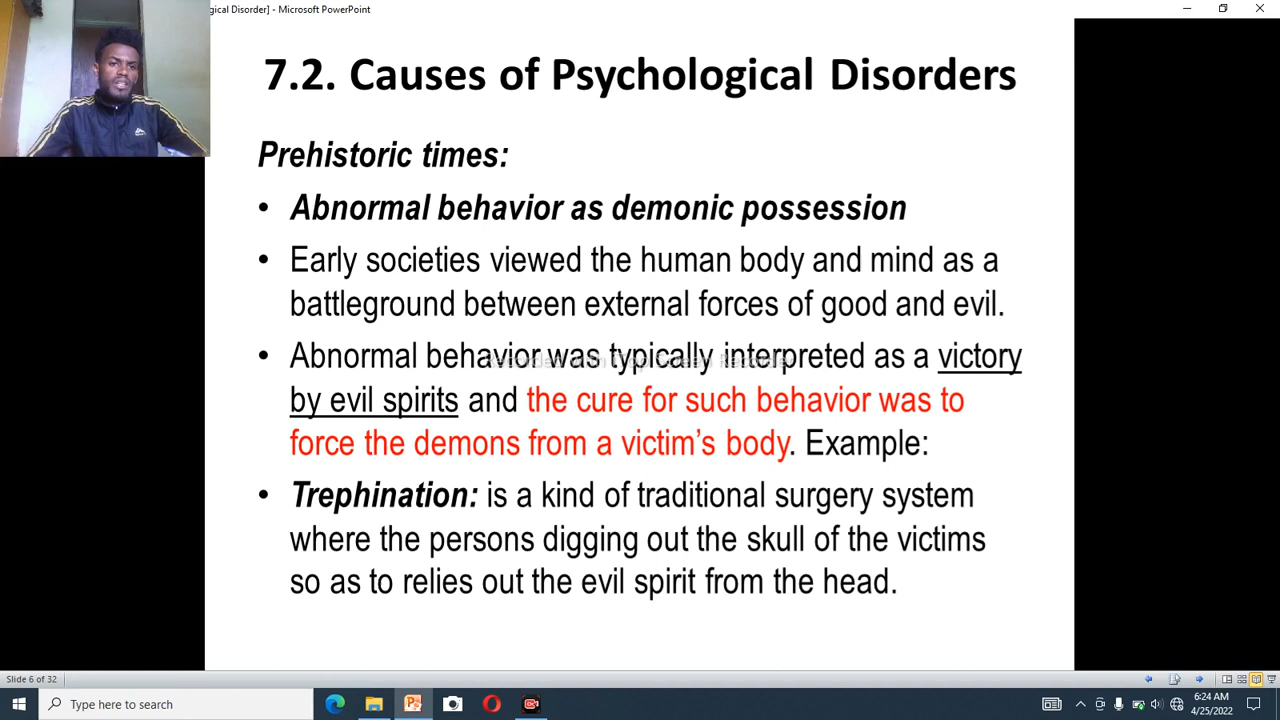 gical Disorder] - Microsoft PowerPoint
7.2. Causes of Psychological Disorders
Prehistoric times:
• Abnormal behavior as demonic possession
• Early societies viewed the human body and mind as a
battleground between external forces of good and evil.
• Abnormal behavior was typically interpreted as a victory
by evil spirits and the cure for such behavior was to
force the demons from a victim's body. Example:
Recorded with iTop Screen Recorder
• Trephination: is a kind of traditional surgery system
where the persons digging out the skull of the victims
so as to relies out the evil spirit from the head.
Slide 6 of 32
Type here to search
6:24 AM
4/25/2022